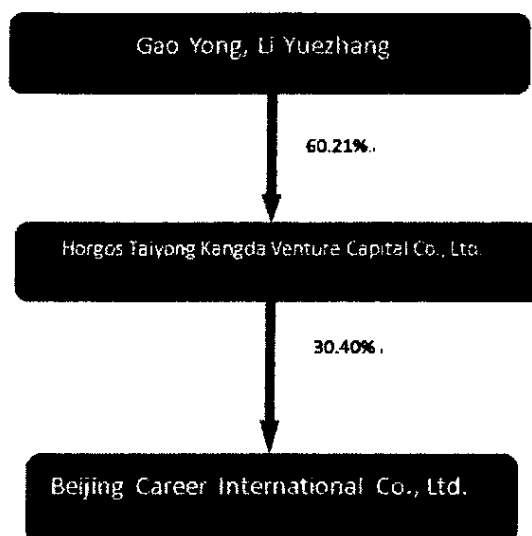 Gao Yong, Li Yuezhang
60.21%
Horgos Taiyong Kangda Venture Capital Co., Ltd.
30.40%
Beijing Career International Co., Ltd.